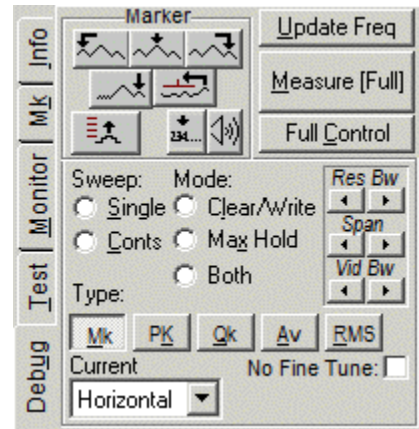 Info
Mk
Monitor
Test
Debug
Marker
234...
Update Freq
Measure [Full]
Full Control
Sweep:
Single
Conts
Mode:
Clear/Write
Max Hold
Both
Res Bw
Span
Vid Bw
Type:
Mk
PK
Qk
Av
RMS
Current
Horizontal
No Fine Tune: